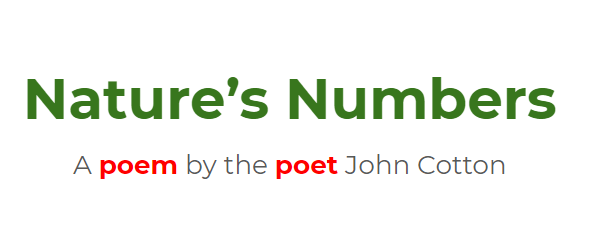 Nature’s Numbers
A poem by the poet John Cotton